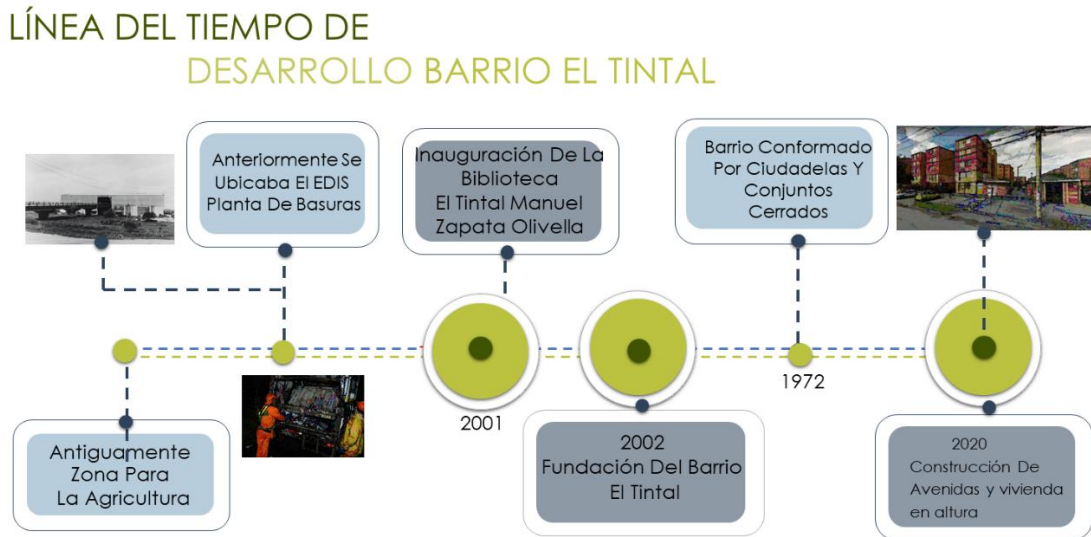 LÍNEA DEL TIEMPO DE
DESARROLLO BARRIO EL TINTAL
Anteriormente Se
Ubicaba El EDIS
Planta De Basuras
Inauguración De La
Biblioteca
El Tintal Manuel
Zapata Olivella
Barrio Conformado
Por Ciudadelas Y
Conjuntos
Cerrados
2001
1972
Antiguamente
Zona Para
La Agricultura
2002
Fundación Del Barrio
El Tintal
2020
Construcción De
Avenidas y vivienda
en altura